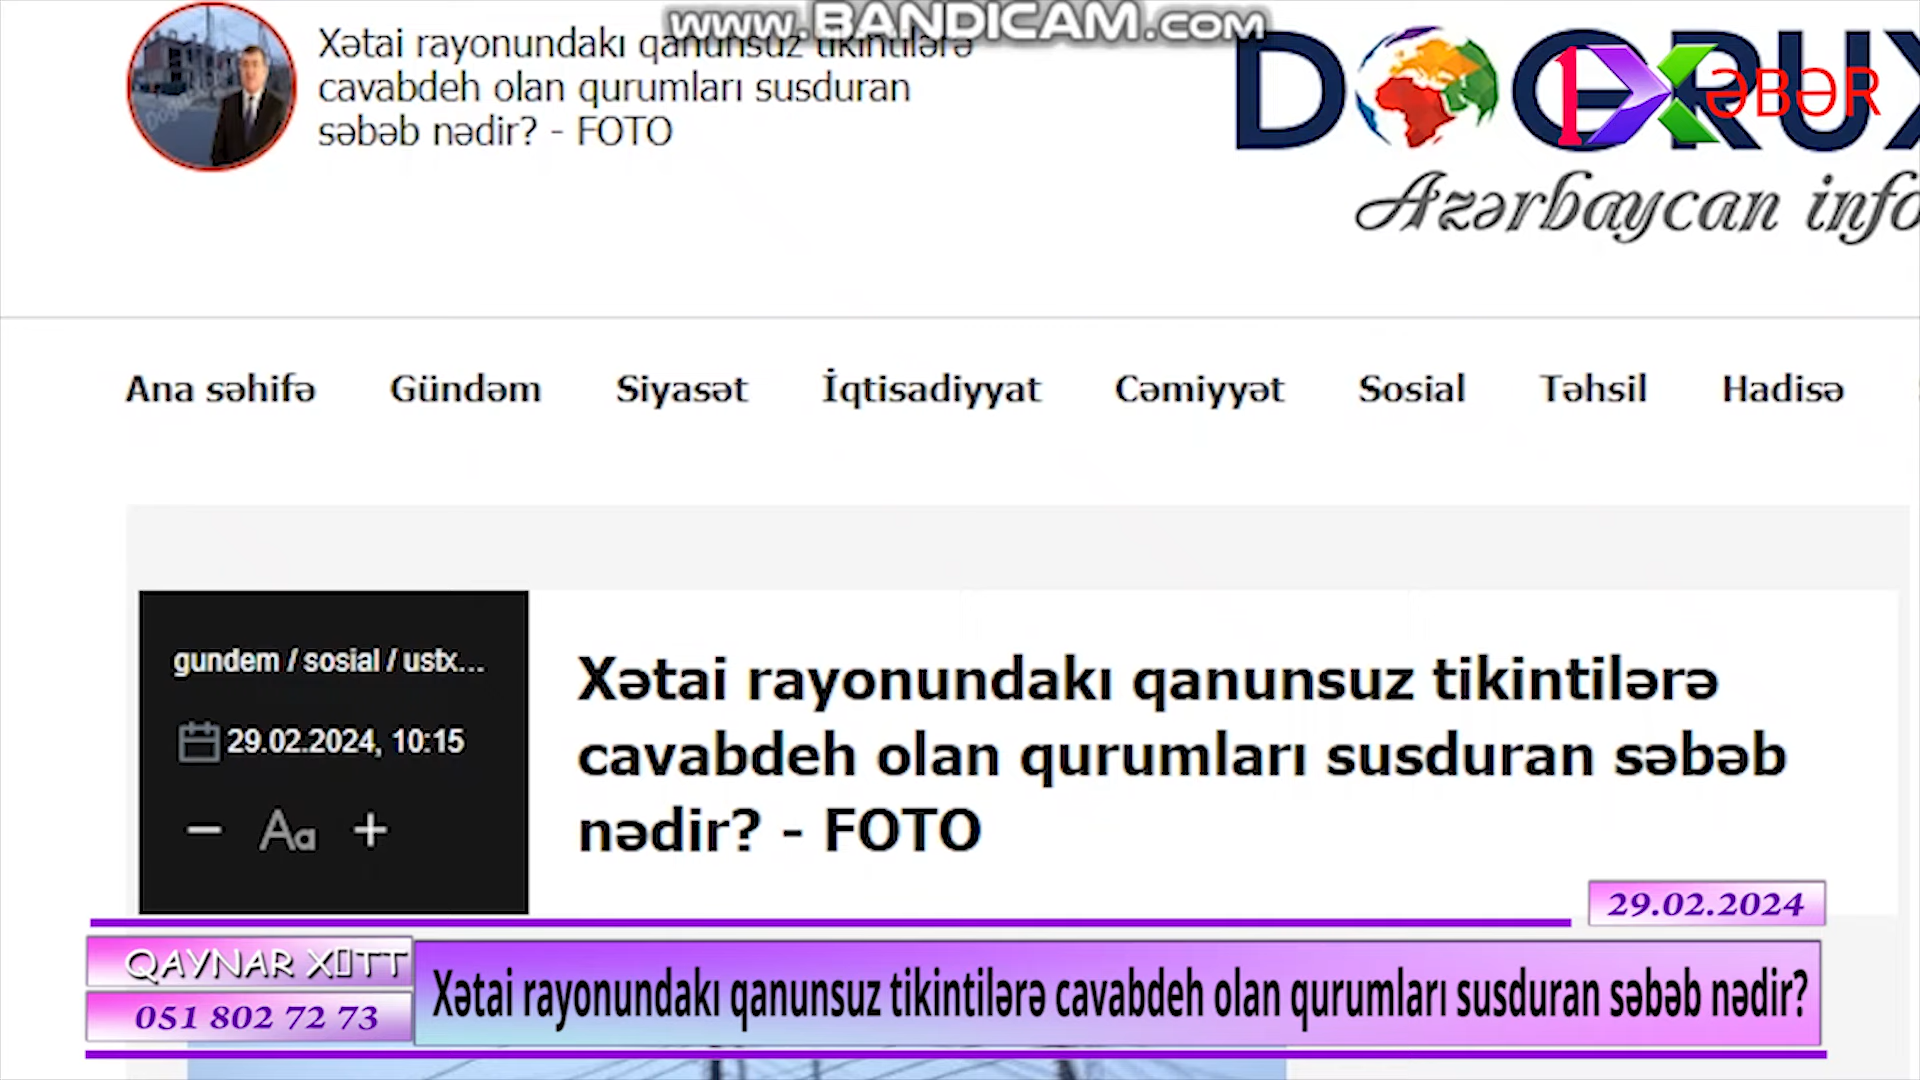 www.BANDICAM.com
Xətai rayonundakı qanunsuz tikintilərə
cavabdeh olan qurumları susduran
səbəb nədir? - FOTO
1XƏBƏR
Azərbaycan info
Ana səhifə Gündəm Siyasət İqtisadiyyat Cəmiyyət Sosial Təhsil Hadisə
gundem / sosial / ustx...
29.02.2024, 10:15
− Aa +
Xətai rayonundakı qanunsuz tikintilərə
cavabdeh olan qurumları susduran səbəb
nədir? - FOTO
29.02.2024
QAYNAR X▯TT
051 802 72 73
Xətai rayonundakı qanunsuz tikintilərə cavabdeh olan qurumları susduran səbəb nədir?